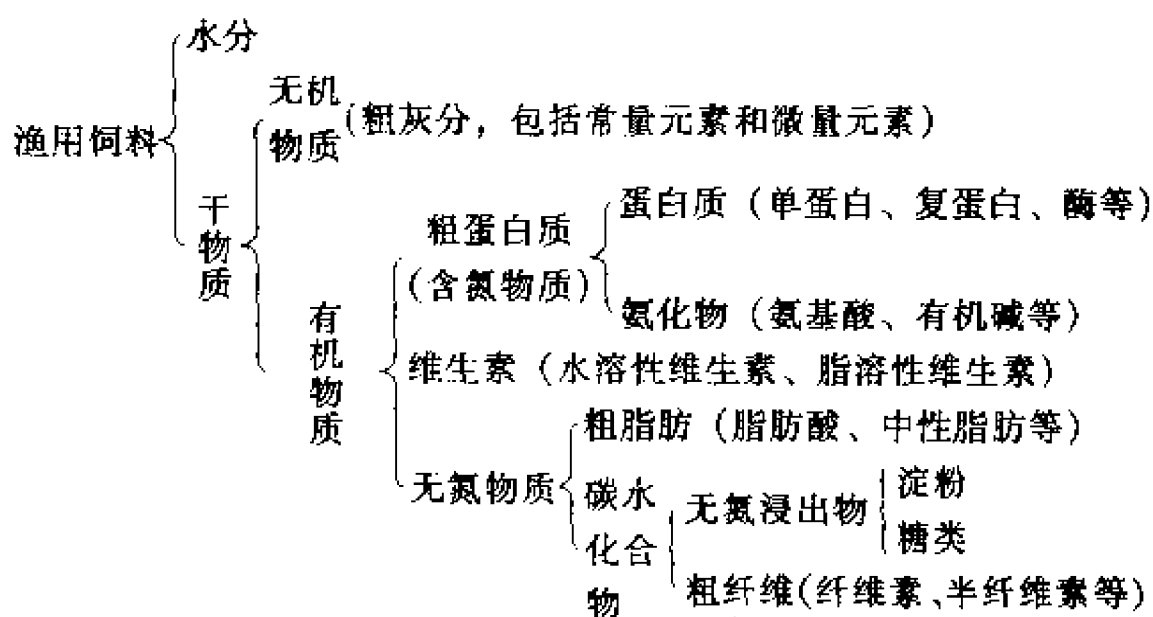 渔用饲料
水分
干物质
无机物质
(粗灰分，包括常量元素和微量元素)
有机物质
粗蛋白质
(含氮物质)
蛋白质（单蛋白、复蛋白、酶等）
氨化物（氨基酸、有机碱等）
维生素（水溶性维生素、脂溶性维生素）
无氮物质
粗脂肪（脂肪酸、中性脂肪等）
碳水化合物
无氮浸出物
淀粉
糖类
粗纤维(纤维素、半纤维素等)